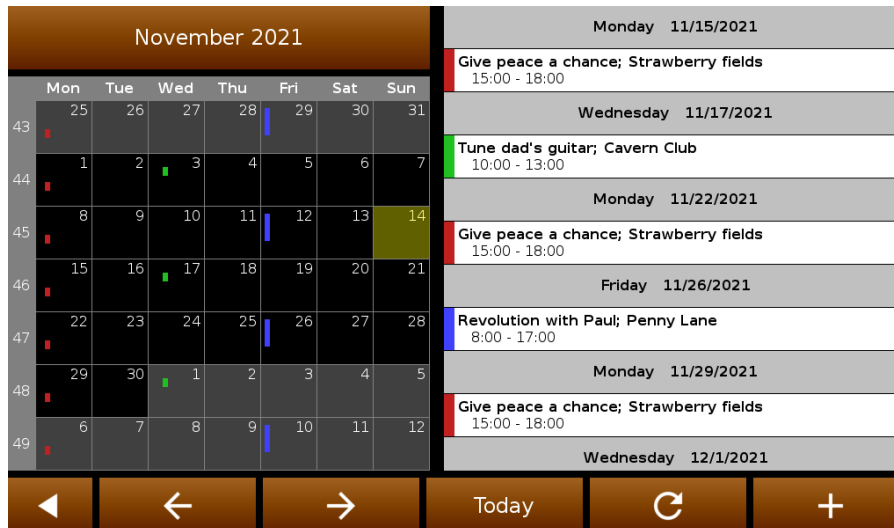 November 2021
Mon Tue Wed Thu Fri Sat Sun
43 25 26 27 28 29 30 31
44 1 2 3 4 5 6 7
45 8 9 10 11 12 13 14
46 15 16 17 18 19 20 21
47 22 23 24 25 26 27 28
48 29 30 1 2 3 4 5
49 6 7 8 9 10 11 12
Monday 11/15/2021
Give peace a chance; Strawberry fields
15:00 - 18:00
Wednesday 11/17/2021
Tune dad's guitar; Cavern Club
10:00 - 13:00
Monday 11/22/2021
Give peace a chance; Strawberry fields
15:00 - 18:00
Friday 11/26/2021
Revolution with Paul; Penny Lane
8:00 - 17:00
Monday 11/29/2021
Give peace a chance; Strawberry fields
15:00 - 18:00
Wednesday 12/1/2021
Today